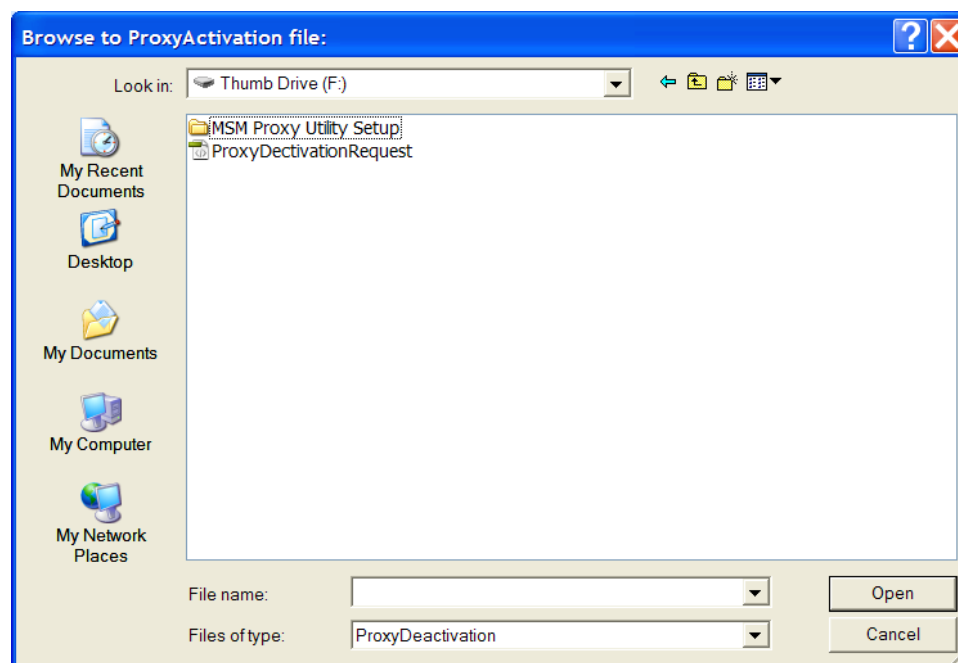 Browse to ProxyActivation file:
Look in:
Thumb Drive (F:)
MSM Proxy Utility Setup
ProxyDectivationRequest
My Recent
Documents
Desktop
My Documents
My Computer
My Network
Places
File name:
Open
Files of type:
ProxyDeactivation
Cancel